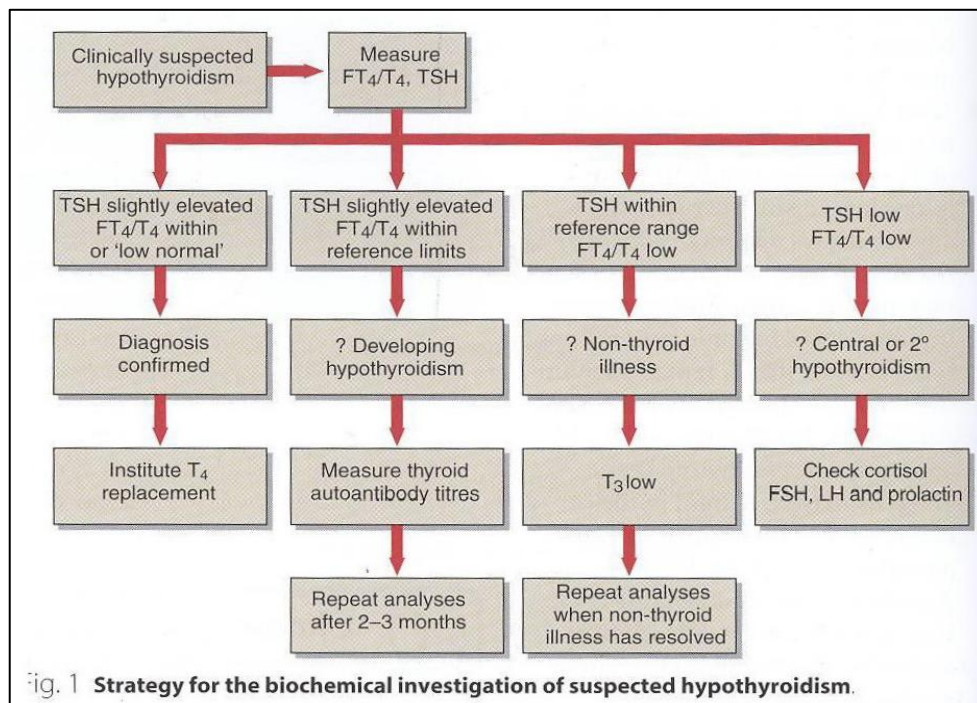 Clinically suspected
hypothyroidism
Measure
FT4/T4, TSH
TSH slightly elevated
FT4/T4 within
or 'low normal'
TSH slightly elevated
FT4/T4 within
reference limits
TSH within
reference range
FT4/T4 low
TSH low
FT4/T4 low
Diagnosis
confirmed
? Developing
hypothyroidism
? Non-thyroid
illness
? Central or 2º
hypothyroidism
Institute T4
replacement
Measure thyroid
autoantibody titres
T3 low
Check cortisol
FSH, LH and prolactin
Repeat analyses
after 2–3 months
Repeat analyses
when non-thyroid
illness has resolved
Fig. 1 Strategy for the biochemical investigation of suspected hypothyroidism.